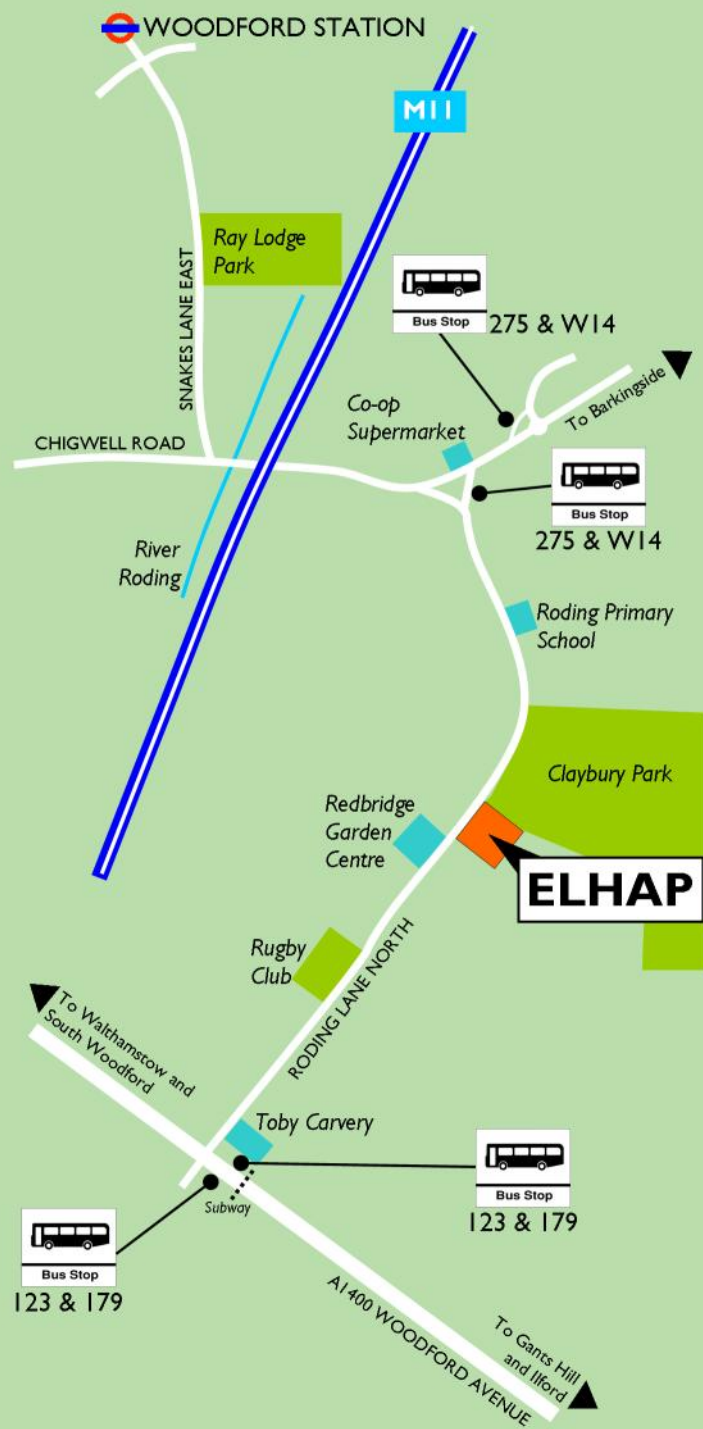 WOODFORD STATION
M11
Ray Lodge
Park
SNAKES LANE EAST
Bus Stop
275 & W14
To Barkingside
Co-op
Supermarket
CHIGWELL ROAD
Bus Stop
275 & W14
River
Roding
Roding Primary
School
Claybury Park
Redbridge
Garden
Centre
ELHAP
Rugby
Club
RODING LANE NORTH
To Walthamstow and
South Woodford
Toby Carvery
Bus Stop
123 & 179
Subway
Bus Stop
123 & 179
A1400 WOODFORD AVENUE
To Gants Hill
and Ilford